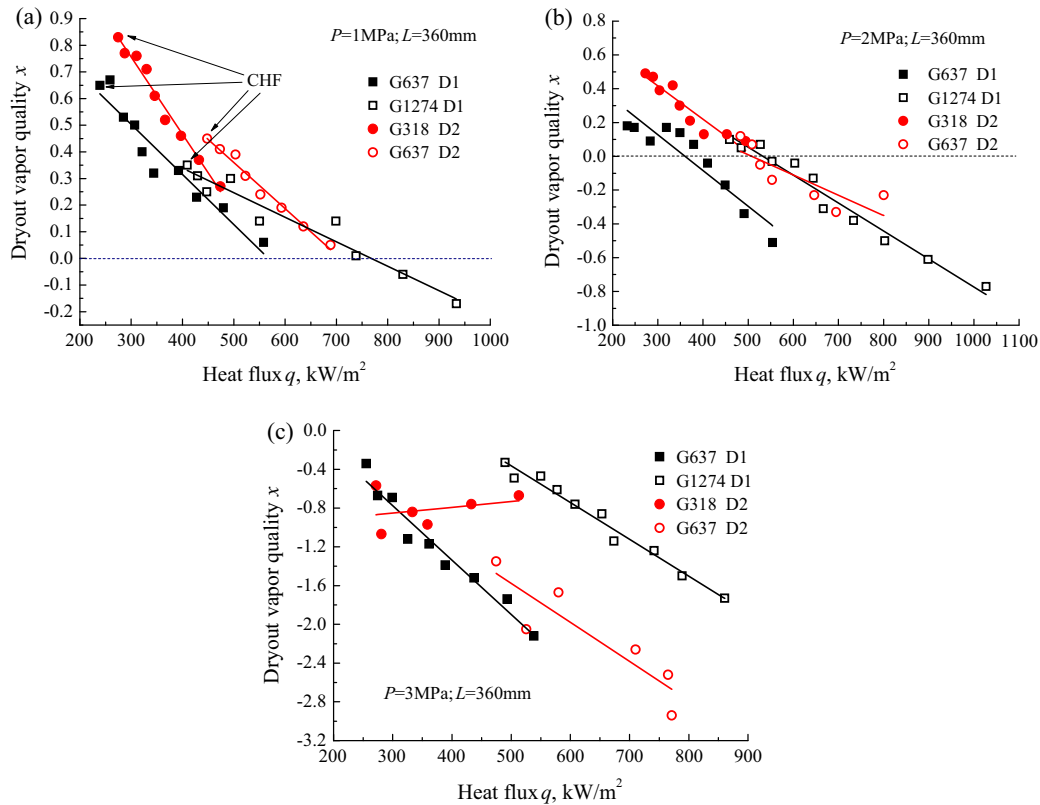 (a)
P=1MPa; L=360mm
CHF
G637 D1
G1274 D1
G318 D2
G637 D2
Dryout vapor quality x
0.9
0.8
0.7
0.6
0.5
0.4
0.3
0.2
0.1
0.0
-0.1
-0.2
200 300 400 500 600 700 800 900 1000
Heat flux q, kW/m²
(b)
P=2MPa; L=360mm
G637 D1
G1274 D1
G318 D2
G637 D2
Dryout vapor quality x
1.0
0.8
0.6
0.4
0.2
0.0
-0.2
-0.4
-0.6
-0.8
-1.0
200 300 400 500 600 700 800 900 1000 1100
Heat flux q, kW/m²
(c)
G637 D1
G1274 D1
G318 D2
G637 D2
P=3MPa; L=360mm
Dryout vapor quality x
0.0
-0.4
-0.8
-1.2
-1.6
-2.0
-2.4
-2.8
-3.2
200 300 400 500 600 700 800 900
Heat flux q, kW/m²